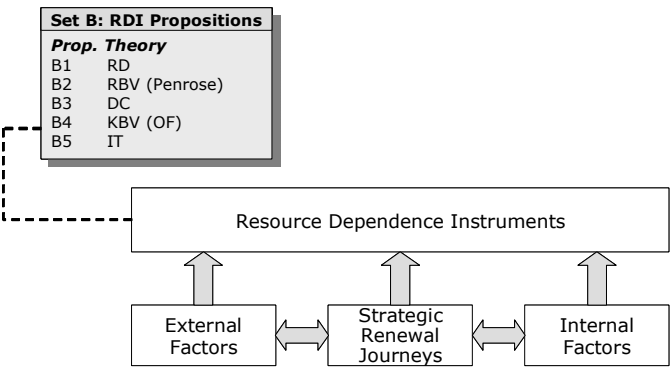 Set B: RDI Propositions
Prop. Theory
B1 RD
B2 RBV (Penrose)
B3 DC
B4 KBV (OF)
B5 IT
Resource Dependence Instruments
External
Factors
Strategic
Renewal
Journeys
Internal
Factors